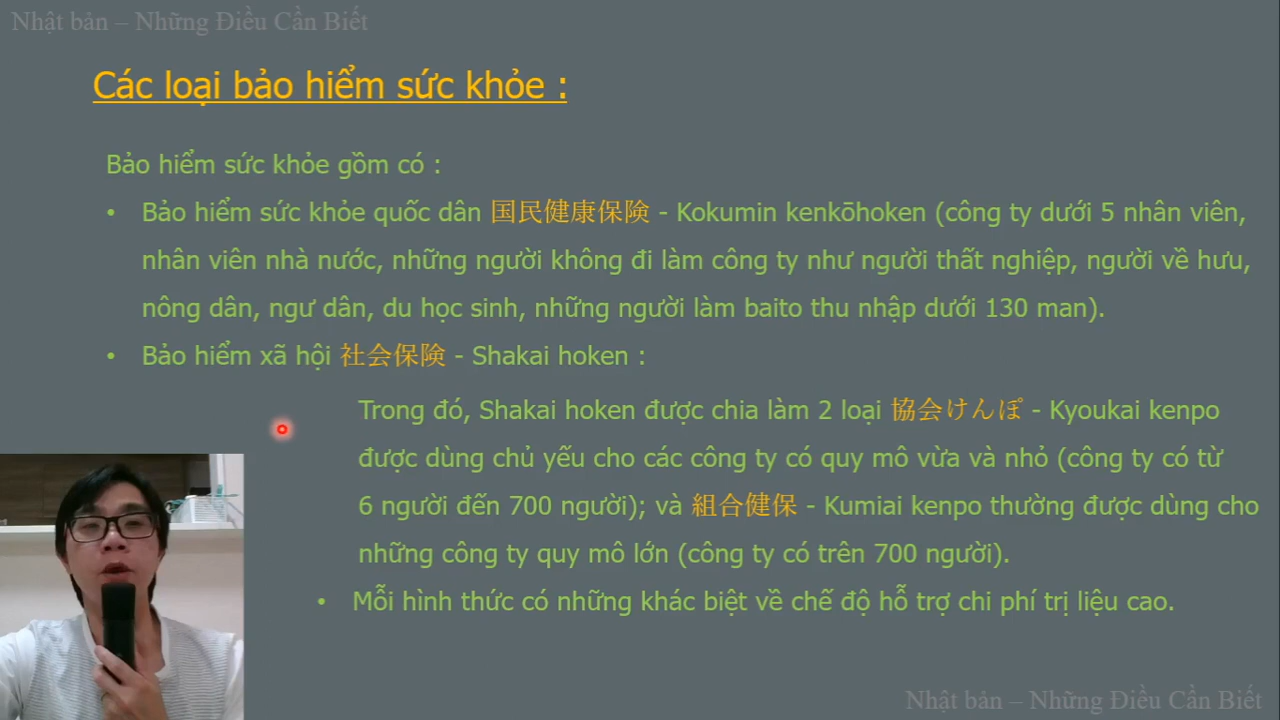 Nhật bản – Những Điều Cần Biết
Các loại bảo hiểm sức khỏe :
Bảo hiểm sức khỏe gồm có :
• Bảo hiểm sức khỏe quốc dân 国民健康保険 - Kokumin kenkōhoken (công ty dưới 5 nhân viên,
nhân viên nhà nước, những người không đi làm công ty như người thất nghiệp, người về hưu,
nông dân, ngư dân, du học sinh, những người làm baito thu nhập dưới 130 man).
• Bảo hiểm xã hội 社会保険 - Shakai hoken :
Trong đó, Shakai hoken được chia làm 2 loại 協会けんぽ - Kyoukai kenpo
được dùng chủ yếu cho các công ty có quy mô vừa và nhỏ (công ty có từ
6 người đến 700 người); và 組合健保 - Kumiai kenpo thường được dùng cho
những công ty quy mô lớn (công ty có trên 700 người).
• Mỗi hình thức có những khác biệt về chế độ hỗ trợ chi phí trị liệu cao.
Nhật bản – Những Điều Cần Biết